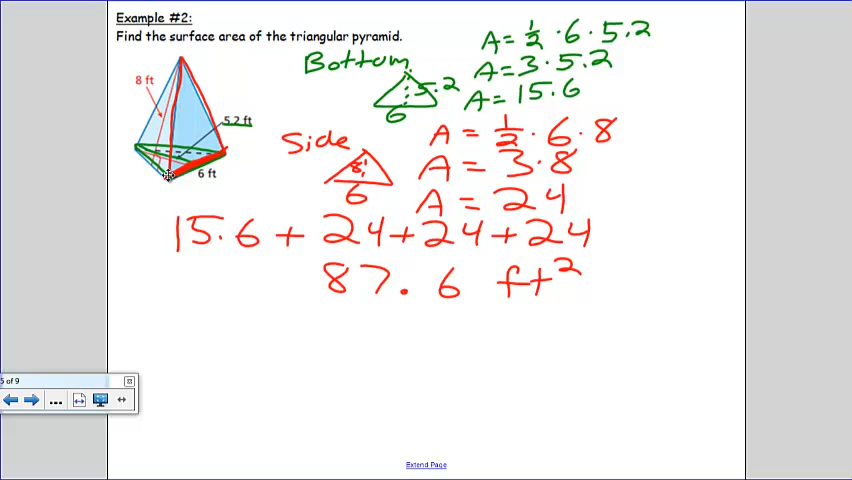 Example #2:
Find the surface area of the triangular pyramid.
8 ft
5.2 ft
6 ft
Bottom
5.2
6
A = 1/2 · 6 · 5.2
A = 3 · 5.2
A = 15.6
Side
8
6
A = 1/2 · 6 · 8
A = 3 · 8
A = 24
15.6 + 24 + 24 + 24
87.6 ft²
5 of 9
...
Extend Page